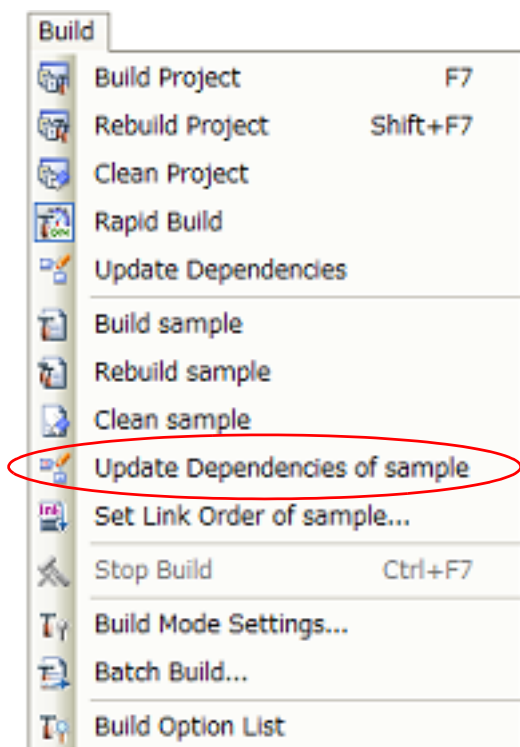 Build
Build Project F7
Rebuild Project Shift+F7
Clean Project
Rapid Build
Update Dependencies
Build sample
Rebuild sample
Clean sample
Update Dependencies of sample
Set Link Order of sample...
Stop Build Ctrl+F7
Build Mode Settings...
Batch Build...
Build Option List